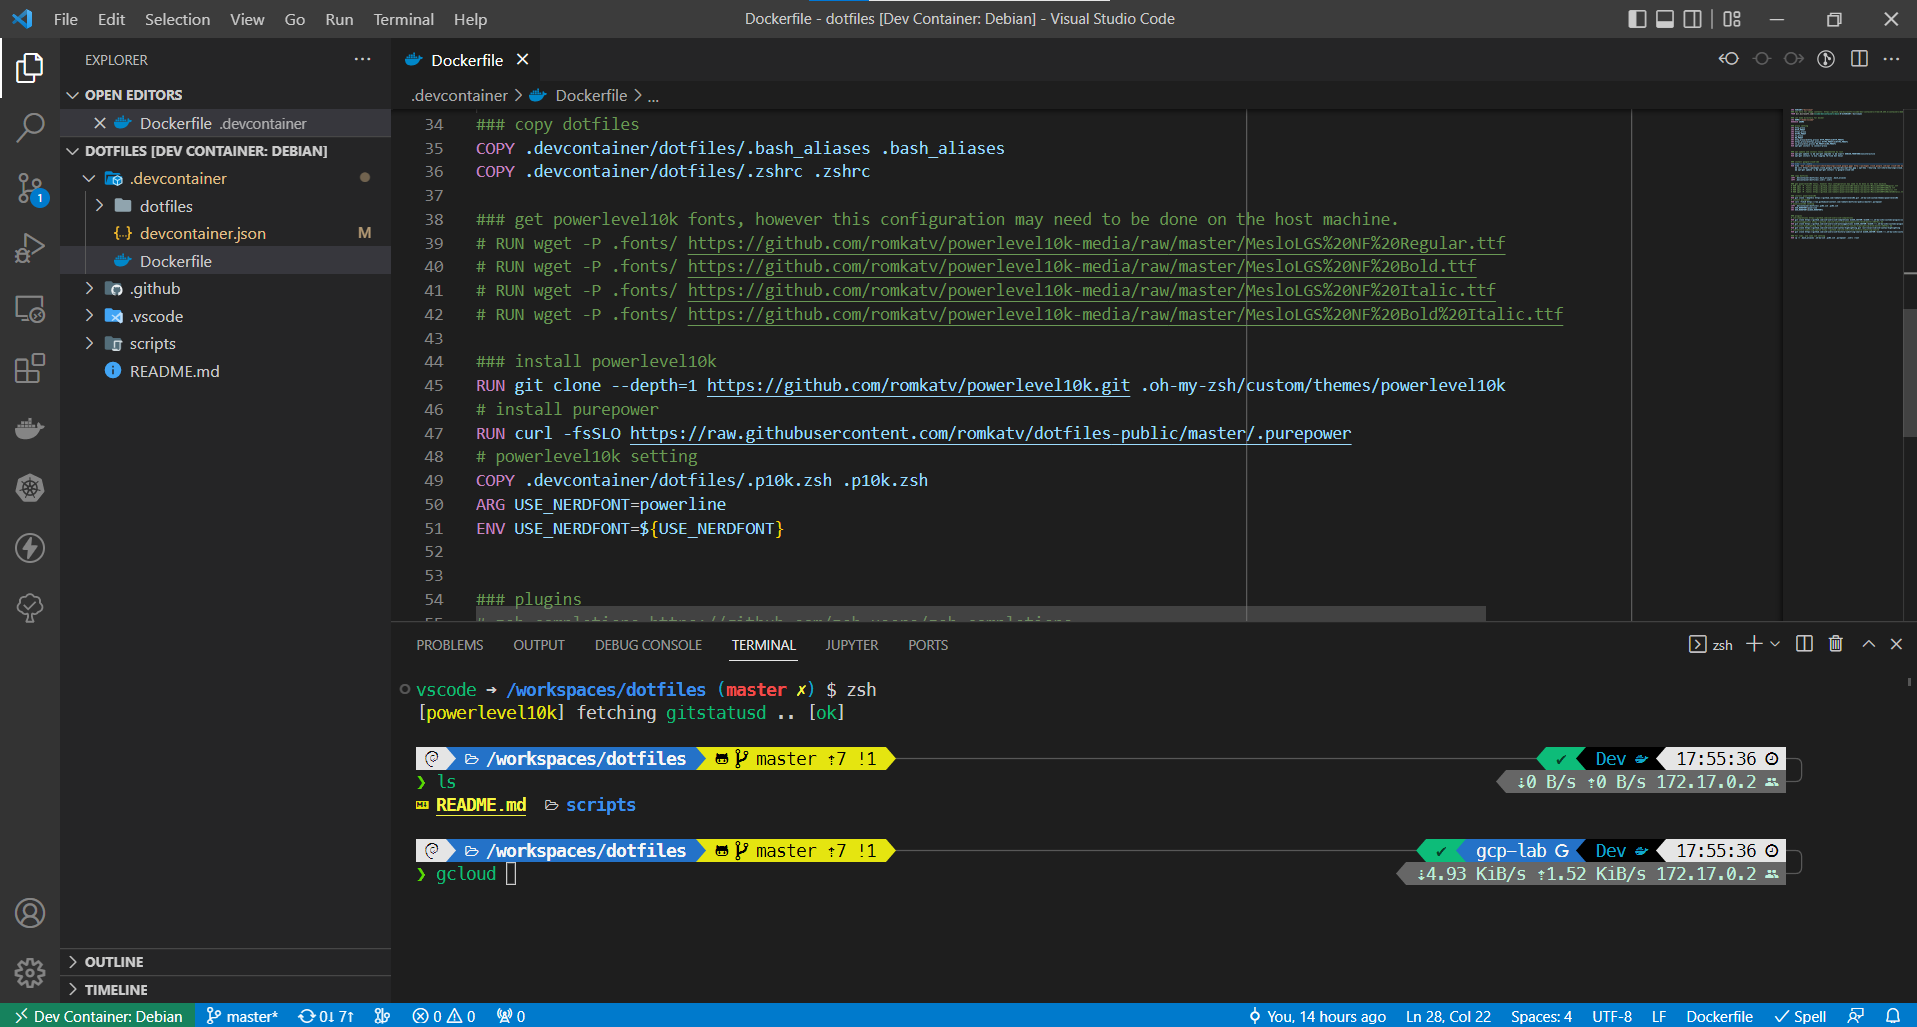 File Edit Selection View Go Run Terminal Help
Dockerfile - dotfiles [Dev Container: Debian] - Visual Studio Code
EXPLORER
OPEN EDITORS
Dockerfile .devcontainer
DOTFILES [DEV CONTAINER: DEBIAN]
.devcontainer
dotfiles
devcontainer.json M
Dockerfile
.github
.vscode
scripts
README.md
OUTLINE
TIMELINE
1
Dockerfile
.devcontainer > Dockerfile > ...
34 ### copy dotfiles
35 COPY .devcontainer/dotfiles/.bash_aliases .bash_aliases
36 COPY .devcontainer/dotfiles/.zshrc .zshrc
37
38 ### get powerlevel10k fonts, however this configuration may need to be done on the host machine.
39 # RUN wget -P .fonts/ https://github.com/romkatv/powerlevel10k-media/raw/master/MesloLGS%20NF%20Regular.ttf
40 # RUN wget -P .fonts/ https://github.com/romkatv/powerlevel10k-media/raw/master/MesloLGS%20NF%20Bold.ttf
41 # RUN wget -P .fonts/ https://github.com/romkatv/powerlevel10k-media/raw/master/MesloLGS%20NF%20Italic.ttf
42 # RUN wget -P .fonts/ https://github.com/romkatv/powerlevel10k-media/raw/master/MesloLGS%20NF%20Bold%20Italic.ttf
43
44 ### install powerlevel10k
45 RUN git clone --depth=1 https://github.com/romkatv/powerlevel10k.git .oh-my-zsh/custom/themes/powerlevel10k
46 # install purepower
47 RUN curl -fsSLO https://raw.githubusercontent.com/romkatv/dotfiles-public/master/.purepower
48 # powerlevel10k setting
49 COPY .devcontainer/dotfiles/.p10k.zsh .p10k.zsh
50 ARG USE_NERDFONT=powerline
51 ENV USE_NERDFONT=${USE_NERDFONT}
52
53
54 ### plugins
PROBLEMS OUTPUT DEBUG CONSOLE TERMINAL JUPYTER PORTS
zsh
vscode ➜ /workspaces/dotfiles (master ✗) $ zsh
[powerlevel10k] fetching gitstatusd .. [ok]
/workspaces/dotfiles master ⇡7 !1 ✔ Dev 17:55:36
❯ ls ⇣0 B/s ⇡0 B/s 172.17.0.2
README.md scripts
/workspaces/dotfiles master ⇡7 !1 ✔ gcp-lab G Dev 17:55:36
❯ gcloud ⇣4.93 KiB/s ⇡1.52 KiB/s 172.17.0.2
Dev Container: Debian master* 0↓ 7↑ 0 0 0 You, 14 hours ago Ln 28, Col 22 Spaces: 4 UTF-8 LF Dockerfile ✓ Spell